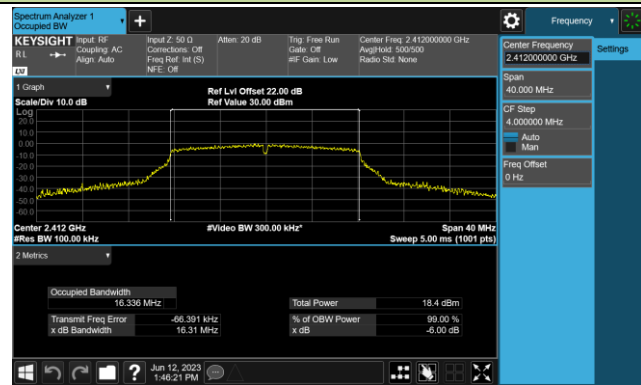 Spectrum Analyzer 1
Occupied BW
Frequency
KEYSIGHT
RL
LXI
Input: RF
Coupling: AC
Align: Auto
Input Z: 50 Ω
Corrections: Off
Freq Ref: Int (S)
NFE: Off
Atten: 20 dB
Trig: Free Run
Gate: Off
#IF Gain: Low
Center Freq: 2.412000000 GHz
Avg|Hold: 500/500
Radio Std: None
Center Frequency
2.412000000 GHz
Settings
Span
40.000 MHz
CF Step
4.000000 MHz
Auto
Man
Freq Offset
0 Hz
1 Graph
Scale/Div 10.0 dB
Ref Lvl Offset 22.00 dB
Ref Value 30.00 dBm
Log
20.0
10.0
0.00
-10.0
-20.0
-30.0
-40.0
-50.0
-60.0
Center 2.412 GHz
#Res BW 100.00 kHz
#Video BW 300.00 kHz*
Span 40 MHz
Sweep 5.00 ms (1001 pts)
2 Metrics
Occupied Bandwidth
16.336 MHz
Total Power 18.4 dBm
Transmit Freq Error -66.391 kHz
% of OBW Power 99.00 %
x dB Bandwidth 16.31 MHz
x dB -6.00 dB
Jun 12, 2023
1:46:21 PM